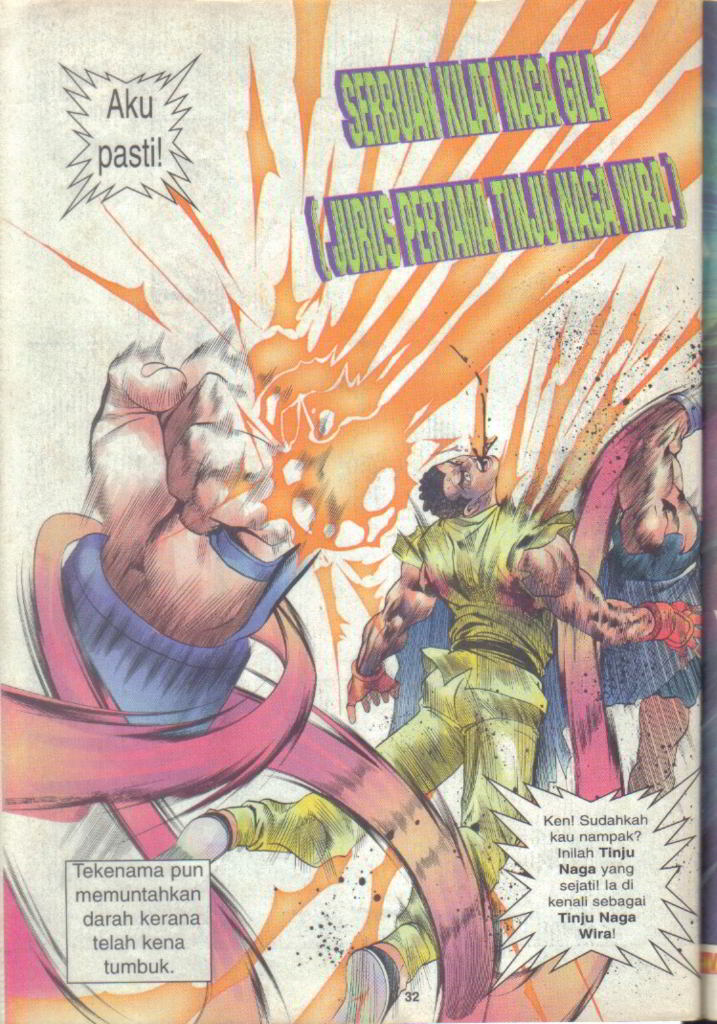 Aku
pasti!
SERBUAN KILAT NAGA GILA
( JURUS PERTAMA TINJU NAGA WIRA )
Ken! Sudahkah
kau nampak?
Inilah Tinju
Naga yang
sejati! Ia di
kenali sebagai
Tinju Naga
Wira!
Tekenama pun
memuntahkan
darah kerana
telah kena
tumbuk.
32